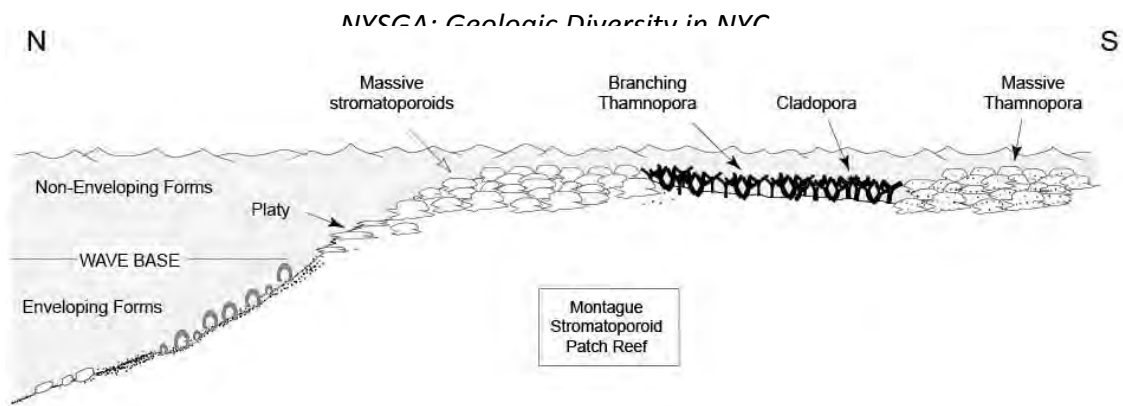 NYSGA: Geologic Diversity in NYC
N
S
Massive
stromatoporoids
Branching
Thamnopora
Cladopora
Massive
Thamnopora
Non-Enveloping Forms
Platy
WAVE BASE
Enveloping Forms
Montague
Stromatoporoid
Patch Reef